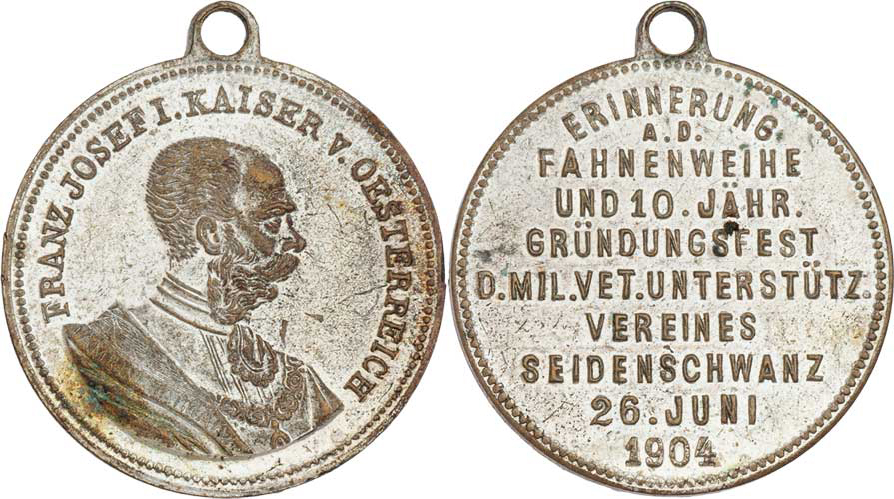 FRANZ JOSEF I. KAISER v. OESTERREICH
ERINNERUNG
A.D.
FAHNENWEIHE
UND 10. JÄHR.
GRÜNDUNGSFEST
D.MIL.VET.UNTERSTÜTZ.
VEREINES
SEIDENSCHWANZ
26. JUNI
1904